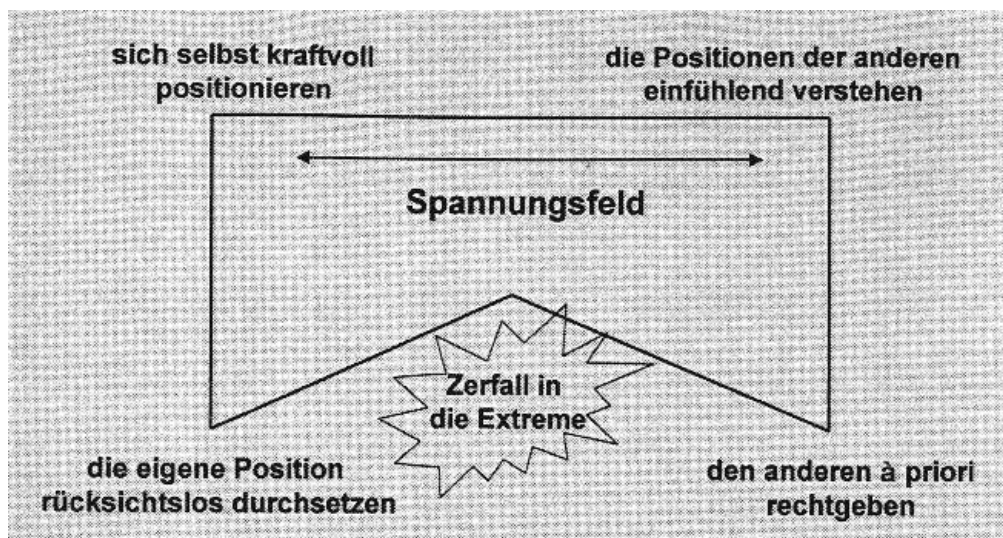 sich selbst kraftvoll
positionieren
die Positionen der anderen
einfühlend verstehen
Spannungsfeld
Zerfall in
die Extreme
die eigene Position
rücksichtslos durchsetzen
den anderen à priori
rechtgeben